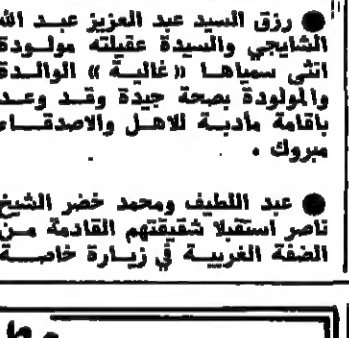 ● رزق السيد عبد العزيز عبد الله
الشايجي والسيدة عقيلته مولودة
انثى سمياها «غالية» الوالدة
والمولودة بصحة جيدة وقد وعد
باقامة مأدبة للاهل والاصدقاء
مبروك .
● عبد اللطيف ومحمد خضر الشيخ
ناصر استقبلا شقيقتهم القادمة من
الضفة الغربية في زيارة خاصة